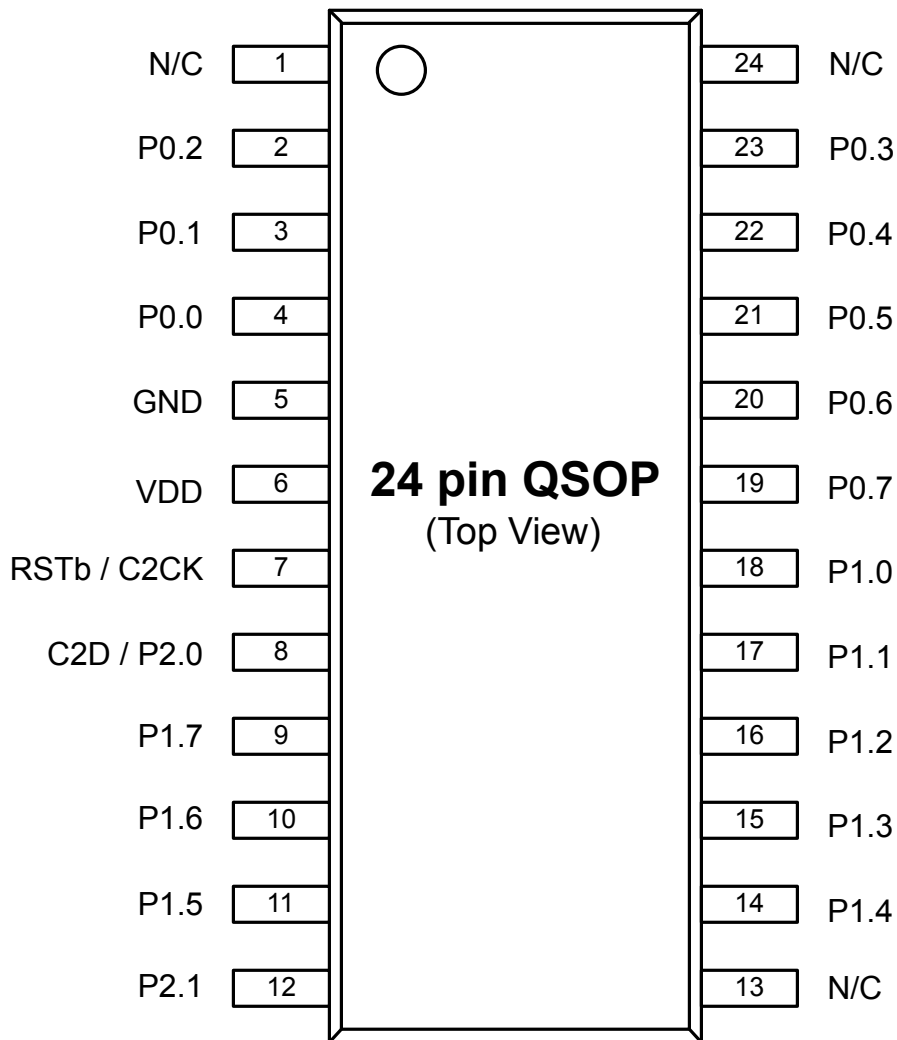 N/C 1 24 N/C
P0.2 2 23 P0.3
P0.1 3 22 P0.4
P0.0 4 21 P0.5
GND 5 20 P0.6
VDD 6 19 P0.7
24 pin QSOP
(Top View)
RSTb / C2CK 7 18 P1.0
C2D / P2.0 8 17 P1.1
P1.7 9 16 P1.2
P1.6 10 15 P1.3
P1.5 11 14 P1.4
P2.1 12 13 N/C